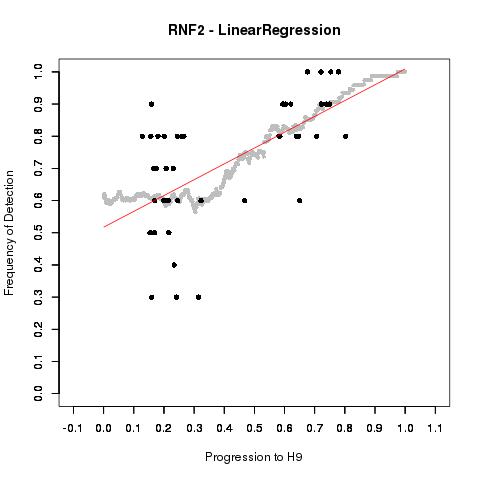 RNF2 - LinearRegression
Frequency of Detection
1.0
0.9
0.8
0.7
0.6
0.5
0.4
0.3
0.2
0.1
0.0
-0.1 0.0 0.1 0.2 0.3 0.4 0.5 0.6 0.7 0.8 0.9 1.0 1.1
Progression to H9